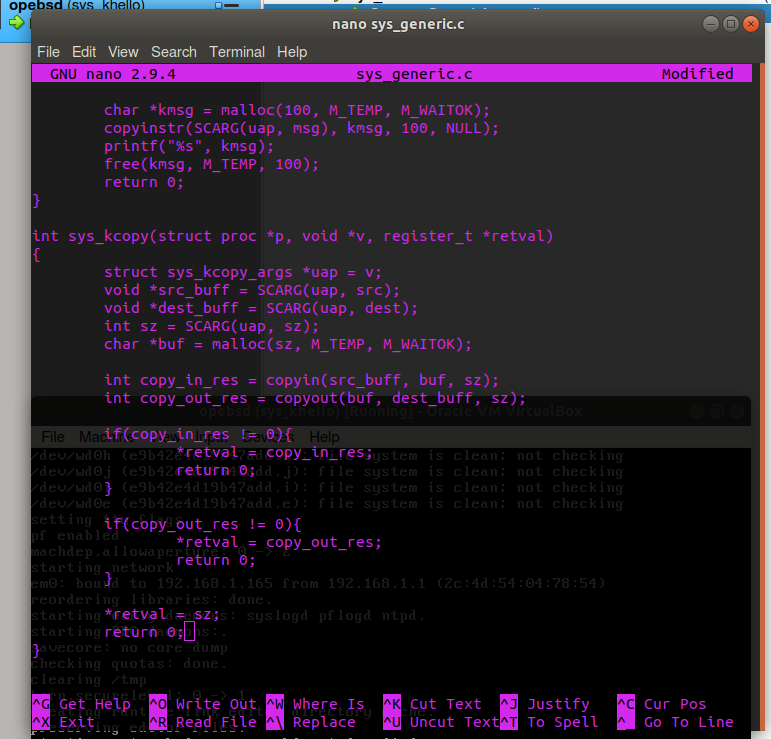 opebsd (sys_khello)
nano sys_generic.c
File Edit View Search Terminal Help
GNU nano 2.9.4 sys_generic.c Modified
char *kmsg = malloc(100, M_TEMP, M_WAITOK);
copyinstr(SCARG(uap, msg), kmsg, 100, NULL);
printf("%s", kmsg);
free(kmsg, M_TEMP, 100);
return 0;
}
int sys_kcopy(struct proc *p, void *v, register_t *retval)
{
struct sys_kcopy_args *uap = v;
void *src_buff = SCARG(uap, src);
void *dest_buff = SCARG(uap, dest);
int sz = SCARG(uap, sz);
char *buf = malloc(sz, M_TEMP, M_WAITOK);
int copy_in_res = copyin(src_buff, buf, sz);
int copy_out_res = copyout(buf, dest_buff, sz);
opebsd (sys_khello) [Running] - Oracle VM VirtualBox
if(copy_in_res != 0){
File Help
*retval = copy_in_res;
/dev/wd0h file system is clean; not checking
return 0;
/dev/wd0j file system is clean; not checking
}
/dev/wd0i (e9b42e4d19b47add.i): file system is clean; not checking
/dev/wd0e (e9b42e4d19b47add.e): file system is clean; not checking
if(copy_out_res != 0){
setting tty flags
*retval = copy_out_res;
pf enabled
return 0;
machdep.allowaperture: 0 -> 2
starting network
}
em0: bound to 192.168.1.165 from 192.168.1.1 (2c:4d:54:04:78:54)
reordering libraries: done.
*retval = sz;
starting early daemons: syslogd pflogd ntpd.
return 0;
starting RPC daemons:.
savecore: no core dump
}
checking quotas: done.
clearing /tmp
kern.securelevel: 0 -> 1
^G Get Help ^O Write Out ^W Where Is ^K Cut Text ^J Justify ^C Cur Pos
^X Exit ^R Read File ^\ Replace ^U Uncut Text ^T To Spell ^_ Go To Line
preserving editor files.